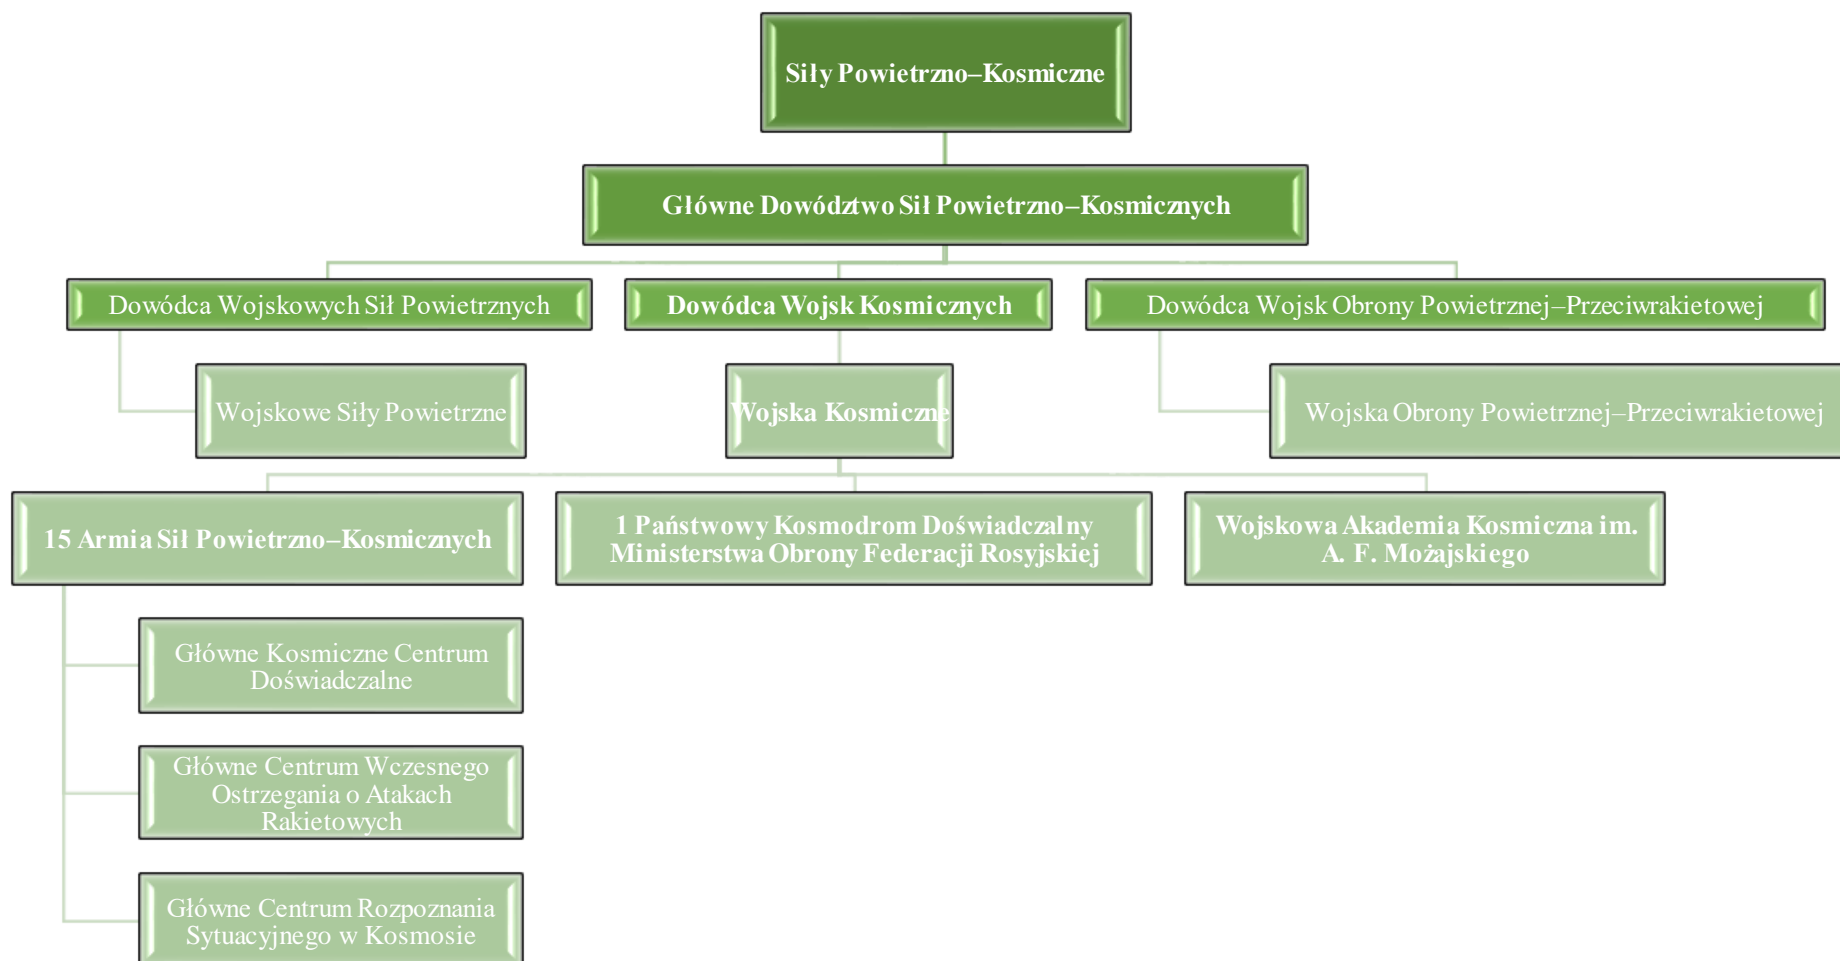 Siły Powietrzno–Kosmiczne
Główne Dowództwo Sił Powietrzno–Kosmicznych
Dowódca Wojskowych Sił Powietrznych
Dowódca Wojsk Kosmicznych
Dowódca Wojsk Obrony Powietrznej–Przeciwrakietowej
Wojskowe Siły Powietrzne
Wojska Kosmiczne
Wojska Obrony Powietrznej–Przeciwrakietowej
15 Armia Sił Powietrzno–Kosmicznych
1 Państwowy Kosmodrom Doświadczalny
Ministerstwa Obrony Federacji Rosyjskiej
Wojskowa Akademia Kosmiczna im.
A. F. Możajskiego
Główne Kosmiczne Centrum
Doświadczalne
Główne Centrum Wczesnego
Ostrzegania o Atakach
Rakietowych
Główne Centrum Rozpoznania
Sytuacyjnego w Kosmosie